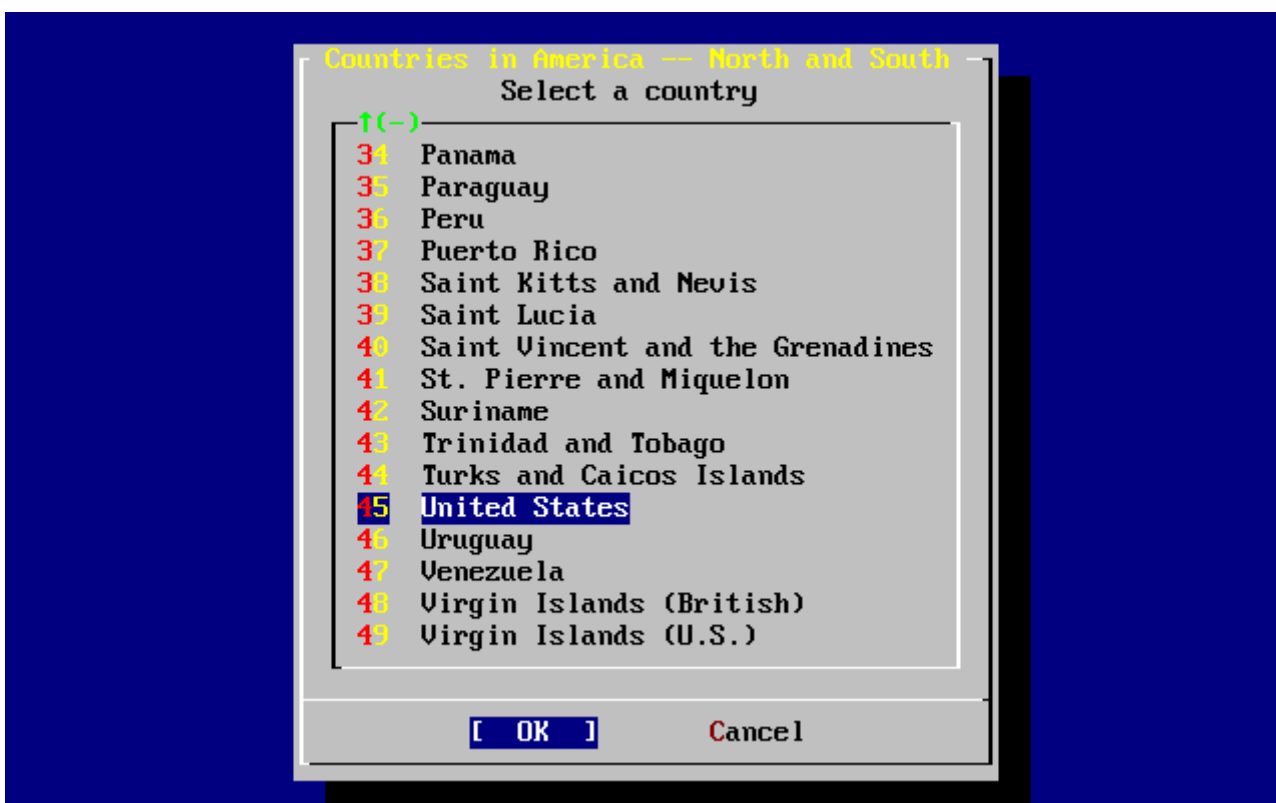 Countries in America -- North and South
Select a country
↑(-)
34 Panama
35 Paraguay
36 Peru
37 Puerto Rico
38 Saint Kitts and Nevis
39 Saint Lucia
40 Saint Vincent and the Grenadines
41 St. Pierre and Miquelon
42 Suriname
43 Trinidad and Tobago
44 Turks and Caicos Islands
45 United States
46 Uruguay
47 Venezuela
48 Virgin Islands (British)
49 Virgin Islands (U.S.)
[ OK ] Cancel